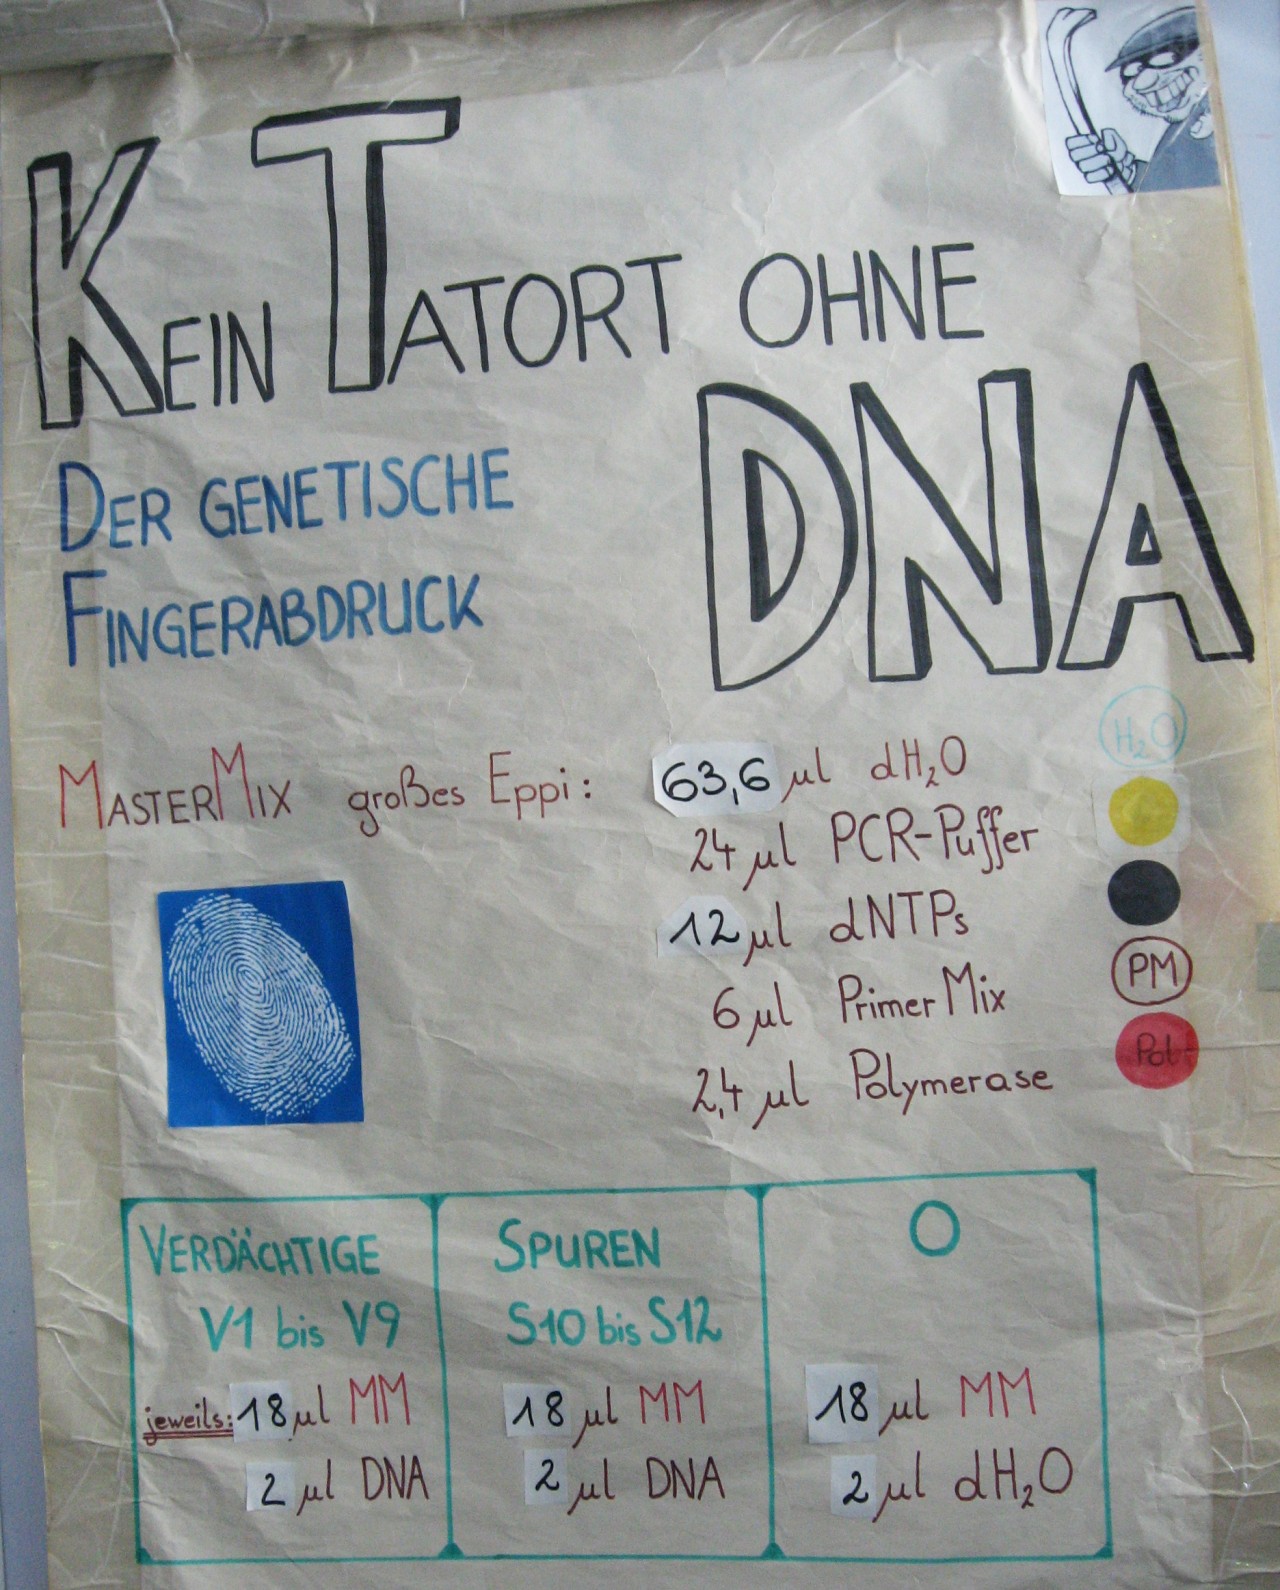 KEIN TATORT OHNE
DNA
DER GENETISCHE
FINGERABDRUCK
MASTERMIX großes Eppi: 63,6 µl dH₂O H₂O
24 µl PCR-Puffer
12 µl dNTPs
6 µl Primer Mix PM
2,4 µl Polymerase Pol
VERDÄCHTIGE
V1 bis V9
jeweils: 18 µl MM
2 µl DNA
SPUREN
S10 bis S12
18 µl MM
2 µl DNA
O
18 µl MM
2 µl dH₂O